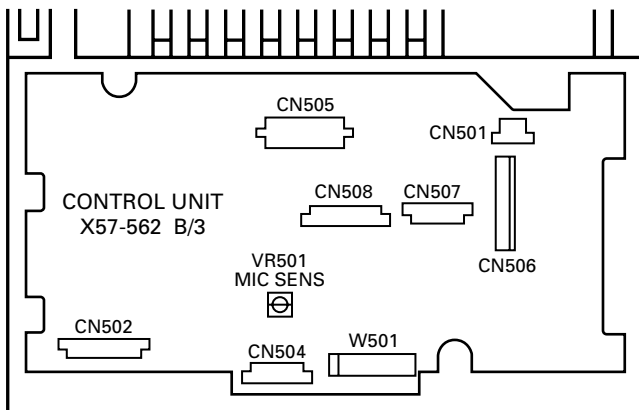 CN505
CN501
CONTROL UNIT
X57-562 B/3
CN508
CN507
CN506
VR501
MIC SENS
CN502
CN504
W501